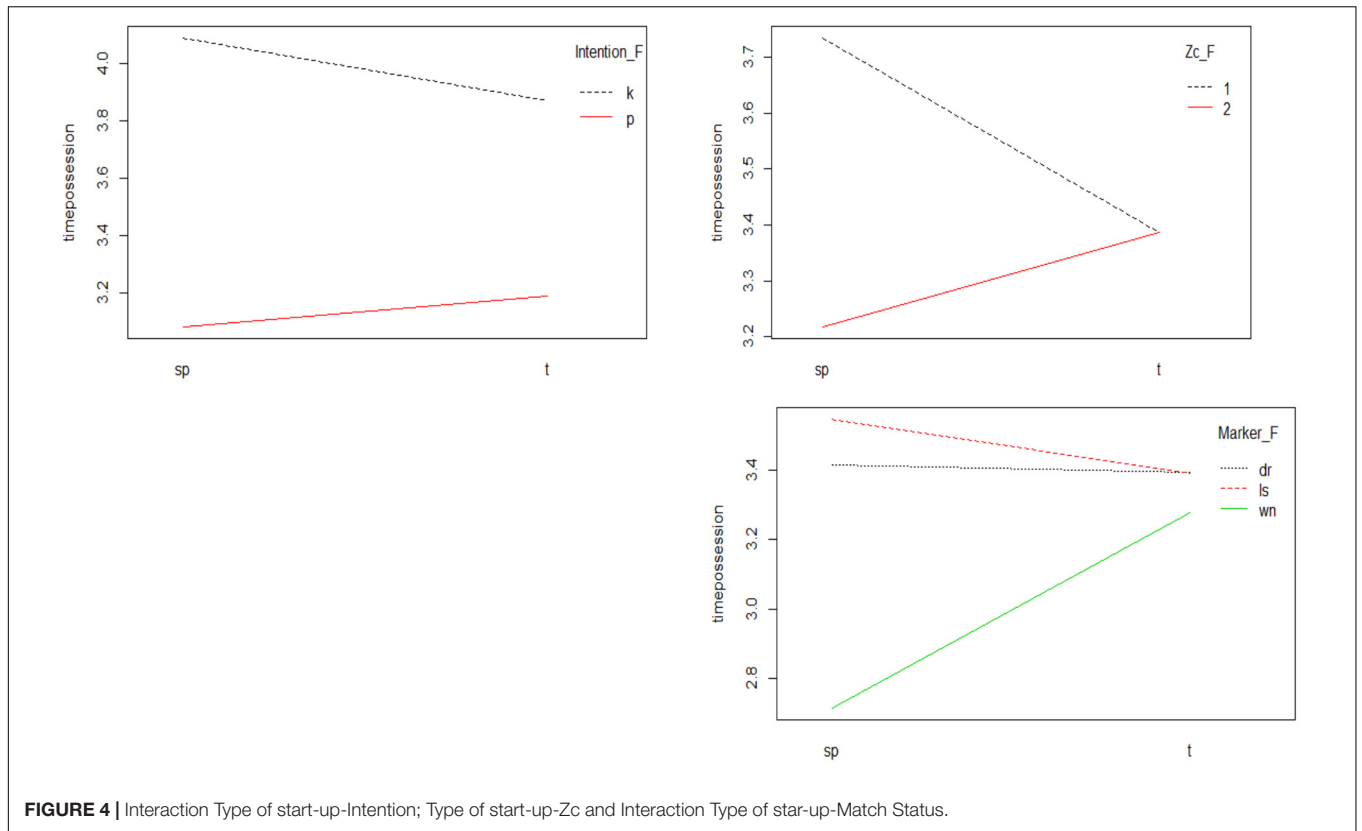 Intention_F
k
p
timepossession
4.0
3.8
3.6
3.4
3.2
sp
t
Zc_F
1
2
timepossession
3.7
3.6
3.5
3.4
3.3
3.2
sp
t
Marker_F
dr
ls
wn
timepossession
3.4
3.2
3.0
2.8
sp
t
FIGURE 4 | Interaction Type of start-up-Intention; Type of start-up-Zc and Interaction Type of star-up-Match Status.